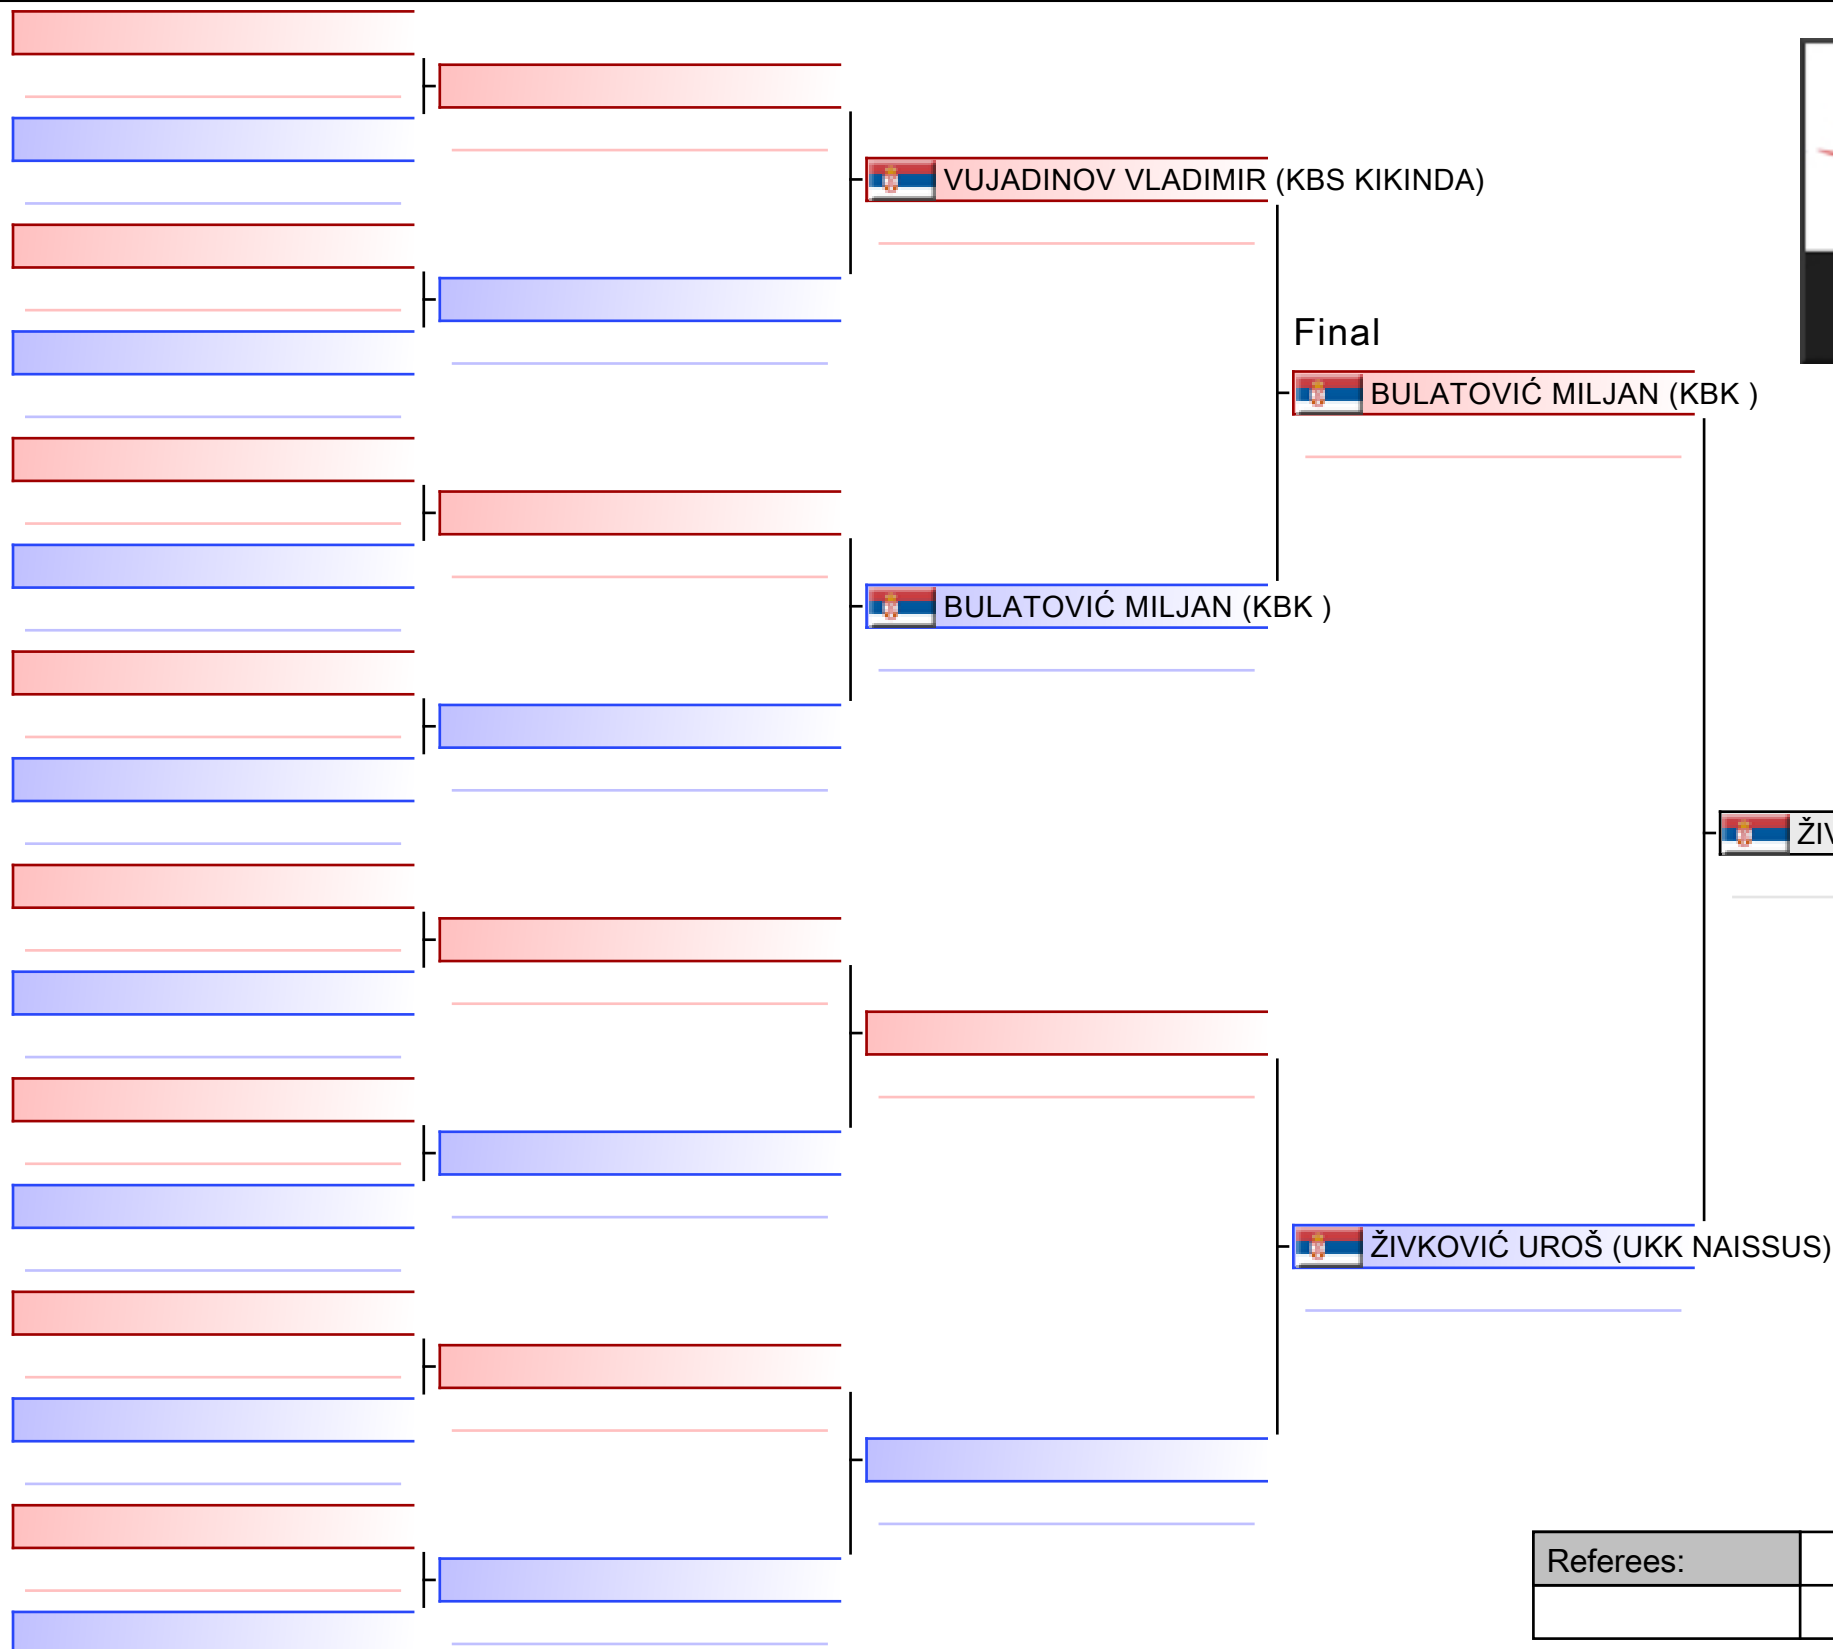 VUJADINOV VLADIMIR (KBS KIKINDA)
Final
BULATOVIĆ MILJAN (KBK )
BULATOVIĆ MILJAN (KBK )
ŽIVKOVIĆ UROŠ (UKK NAISSUS)
Referees: